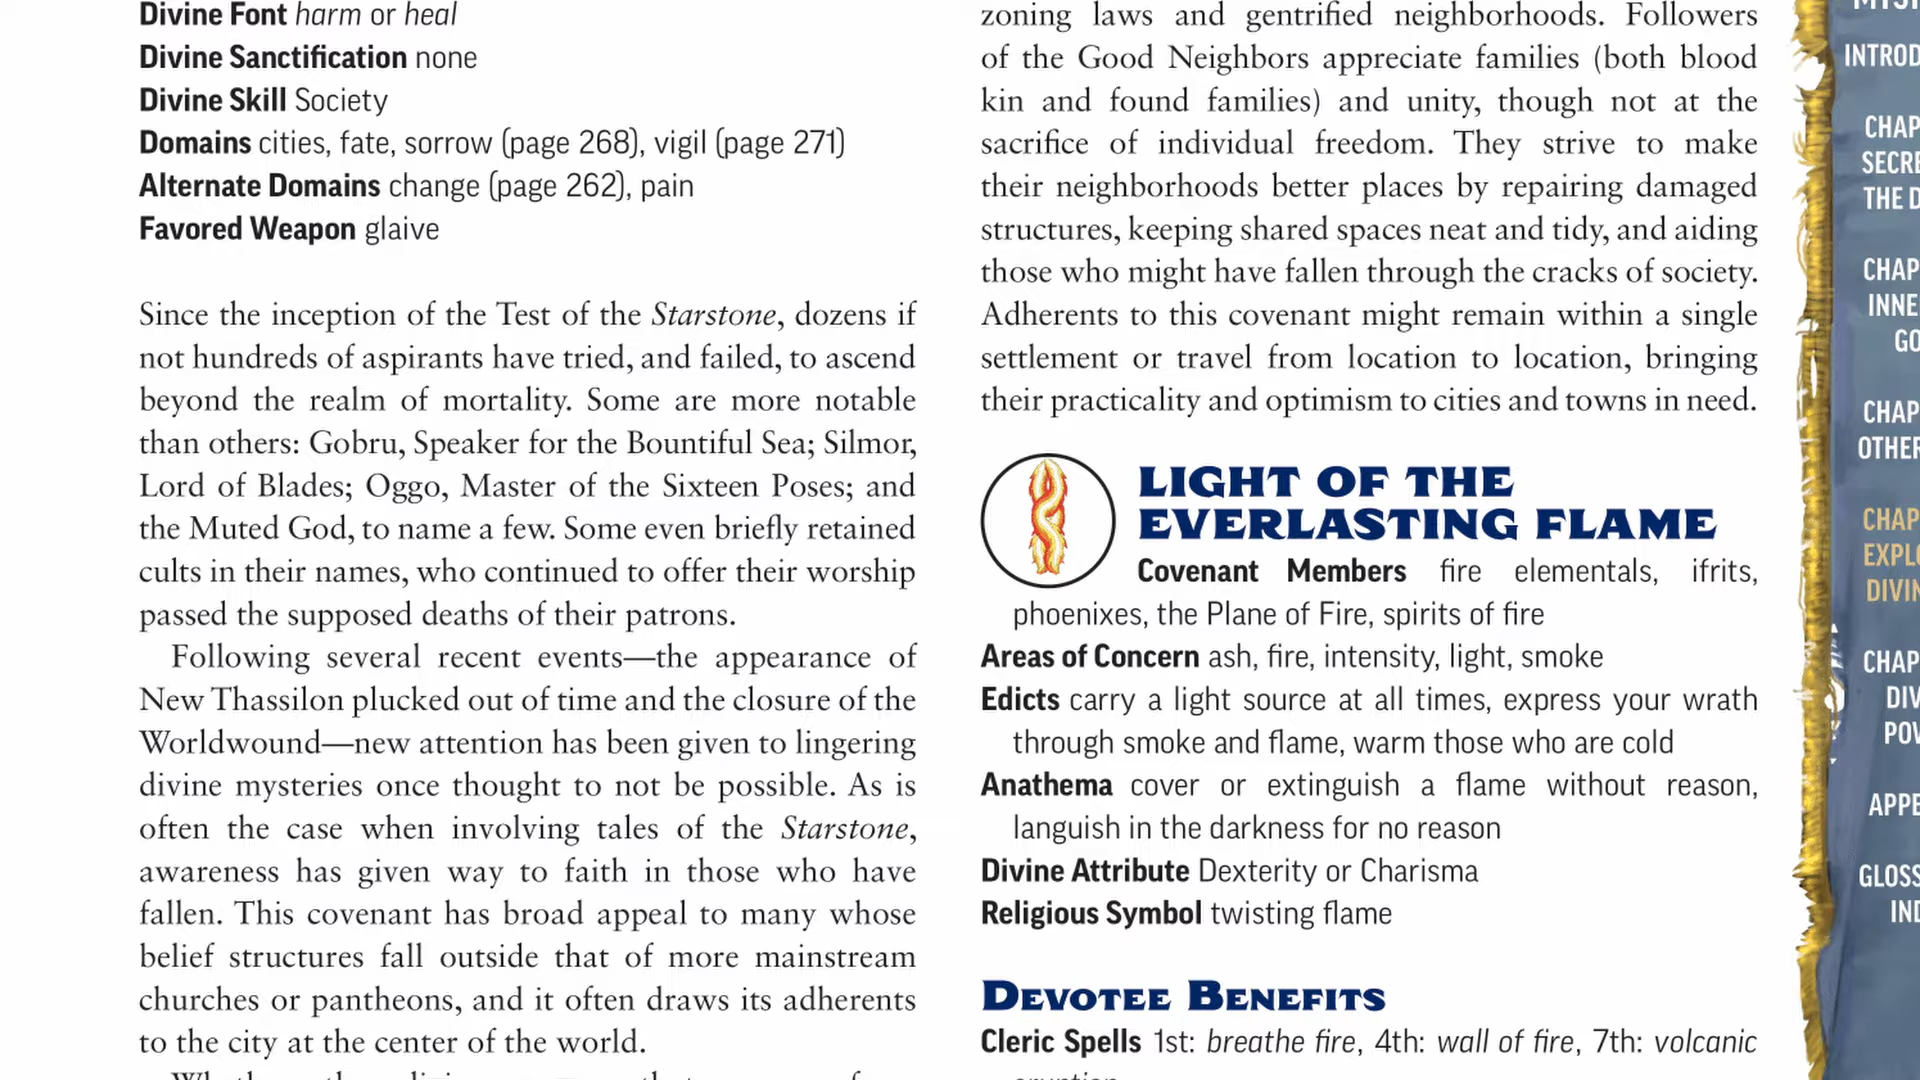 Divine Font harm or heal
Divine Sanctification none
Divine Skill Society
Domains cities, fate, sorrow (page 268), vigil (page 271)
Alternate Domains change (page 262), pain
Favored Weapon glaive
Since the inception of the Test of the Starstone, dozens if
not hundreds of aspirants have tried, and failed, to ascend
beyond the realm of mortality. Some are more notable
than others: Gobru, Speaker for the Bountiful Sea; Silmor,
Lord of Blades; Oggo, Master of the Sixteen Poses; and
the Muted God, to name a few. Some even briefly retained
cults in their names, who continued to offer their worship
passed the supposed deaths of their patrons.
Following several recent events—the appearance of
New Thassilon plucked out of time and the closure of the
Worldwound—new attention has been given to lingering
divine mysteries once thought to not be possible. As is
often the case when involving tales of the Starstone,
awareness has given way to faith in those who have
fallen. This covenant has broad appeal to many whose
belief structures fall outside that of more mainstream
churches or pantheons, and it often draws its adherents
to the city at the center of the world.
zoning laws and gentrified neighborhoods. Followers
of the Good Neighbors appreciate families (both blood
kin and found families) and unity, though not at the
sacrifice of individual freedom. They strive to make
their neighborhoods better places by repairing damaged
structures, keeping shared spaces neat and tidy, and aiding
those who might have fallen through the cracks of society.
Adherents to this covenant might remain within a single
settlement or travel from location to location, bringing
their practicality and optimism to cities and towns in need.
LIGHT OF THE
EVERLASTING FLAME
Covenant Members fire elementals, ifrits,
phoenixes, the Plane of Fire, spirits of fire
Areas of Concern ash, fire, intensity, light, smoke
Edicts carry a light source at all times, express your wrath
through smoke and flame, warm those who are cold
Anathema cover or extinguish a flame without reason,
languish in the darkness for no reason
Divine Attribute Dexterity or Charisma
Religious Symbol twisting flame
DEVOTEE BENEFITS
Cleric Spells 1st: breathe fire, 4th: wall of fire, 7th: volcanic
eruption
INTROD
CHAP
SECRE
THE D
CHAP
INNE
GO
CHAP
OTHER
CHAP
EXPLO
DIVIN
CHAP
DIV
POW
APPE
GLOSS
IND